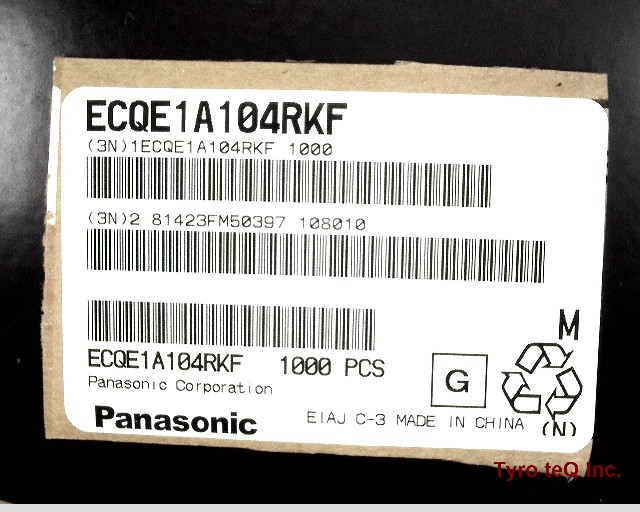 ECQE1A104RKF
(3N)1ECQE1A104RKF 1000
(3N)2 81423FM50397 108010
ECQE1A104RKF 1000 PCS
Panasonic Corporation
Panasonic
G
M
(N)
EIAJ C-3 MADE IN CHINA
Tyro teQ Inc.